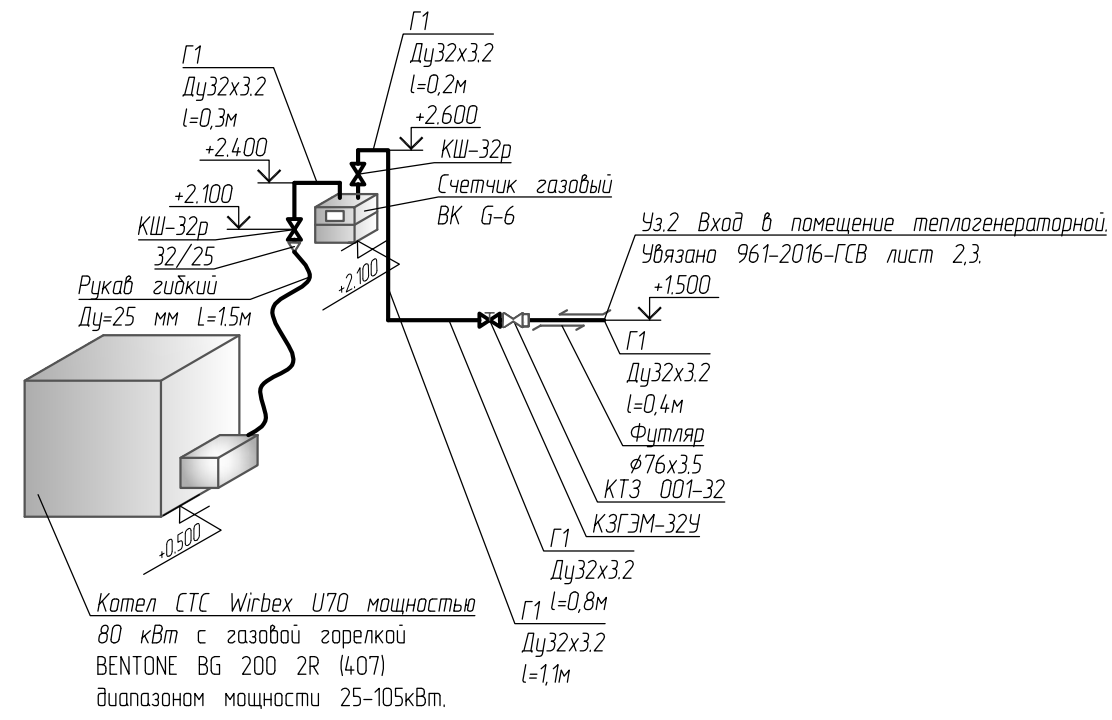 Г1
Ду32х3.2
l=0,2м
+2.600
Г1
Ду32х3.2
l=0,3м
+2.400
КШ-32р
Счетчик газовый
ВК G-6
+2.100
КШ-32р
32/25
Рукав гибкий
Ду=25 мм L=1.5м
+2.100
Уз.2 Вход в помещение теплогенераторной.
Увязано 961-2016-ГСВ лист 2,3.
+1.500
Г1
Ду32х3.2
l=0,4м
Футляр
ϕ76х3.5
КТЗ 001-32
КЗГЭМ-32У
Г1
Ду32х3.2
l=0,8м
Г1
Ду32х3.2
l=1,1м
+0.500
Котел СТС Wirbex U70 мощностью
80 кВт с газовой горелкой
BENTONE BG 200 2R (407)
диапазоном мощности 25-105кВт.